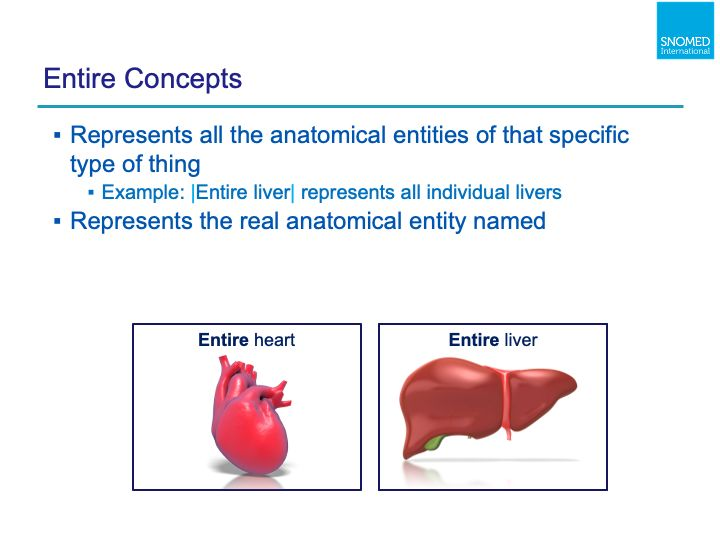 SNOMED
International
Entire Concepts
▪ Represents all the anatomical entities of that specific
type of thing
▪ Example: |Entire liver| represents all individual livers
▪ Represents the real anatomical entity named
Entire heart
Entire liver